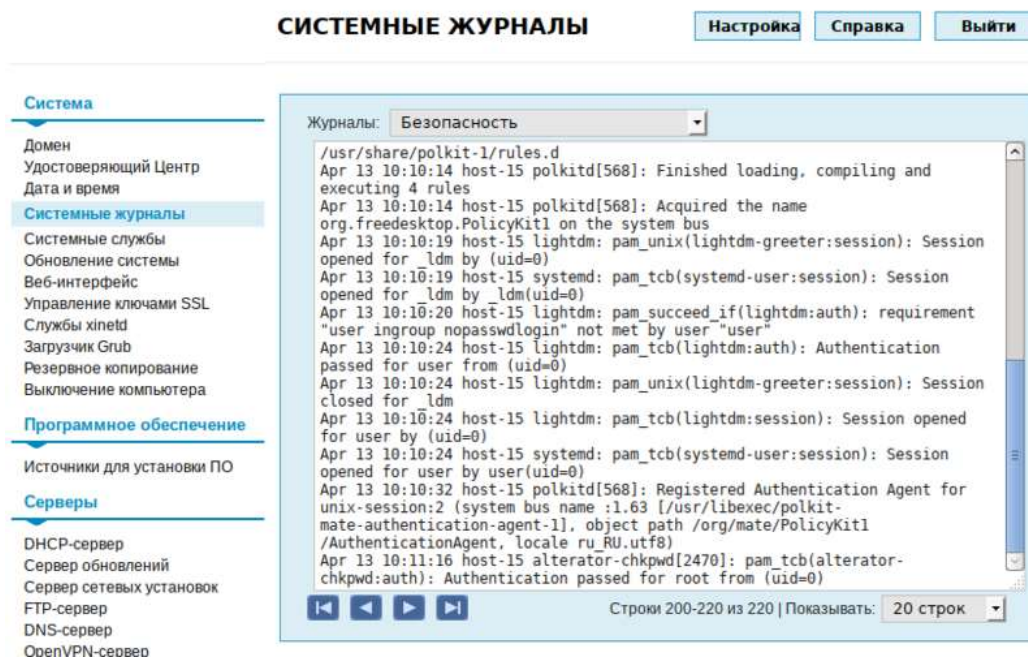 СИСТЕМНЫЕ ЖУРНАЛЫ
Настройка
Справка
Выйти
Система
Домен
Удостоверяющий Центр
Дата и время
Системные журналы
Системные службы
Обновление системы
Веб-интерфейс
Управление ключами SSL
Службы xinetd
Загрузчик Grub
Резервное копирование
Выключение компьютера
Программное обеспечение
Источники для установки ПО
Серверы
DHCP-сервер
Сервер обновлений
Сервер сетевых установок
FTP-сервер
DNS-сервер
OpenVPN-сервер
Журналы: Безопасность
/usr/share/polkit-1/rules.d
Apr 13 10:10:14 host-15 polkitd[568]: Finished loading, compiling and
executing 4 rules
Apr 13 10:10:14 host-15 polkitd[568]: Acquired the name
org.freedesktop.PolicyKit1 on the system bus
Apr 13 10:10:19 host-15 lightdm: pam_unix(lightdm-greeter:session): Session
opened for _ldm by (uid=0)
Apr 13 10:10:19 host-15 systemd: pam_tcb(systemd-user:session): Session
opened for _ldm by _ldm(uid=0)
Apr 13 10:10:20 host-15 lightdm: pam_succeed_if(lightdm:auth): requirement
"user ingroup nopasswdlogin" not met by user "user"
Apr 13 10:10:24 host-15 lightdm: pam_tcb(lightdm:auth): Authentication
passed for user from (uid=0)
Apr 13 10:10:24 host-15 lightdm: pam_unix(lightdm-greeter:session): Session
closed for _ldm
Apr 13 10:10:24 host-15 lightdm: pam_tcb(lightdm:session): Session opened
for user by (uid=0)
Apr 13 10:10:24 host-15 systemd: pam_tcb(systemd-user:session): Session
opened for user by user(uid=0)
Apr 13 10:10:32 host-15 polkitd[568]: Registered Authentication Agent for
unix-session:2 (system bus name :1.63 [/usr/libexec/polkit-
mate-authentication-agent-1], object path /org/mate/PolicyKit1
/AuthenticationAgent, locale ru_RU.utf8)
Apr 13 10:11:16 host-15 alterator-chkpwd[2470]: pam_tcb(alterator-
chkpwd:auth): Authentication passed for root from (uid=0)
Строки 200-220 из 220 | Показывать: 20 строк